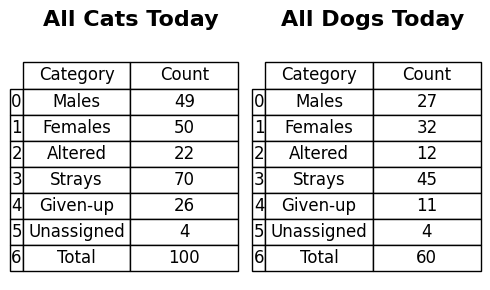 All Cats Today
Category Count
0 Males 49
1 Females 50
2 Altered 22
3 Strays 70
4 Given-up 26
5 Unassigned 4
6 Total 100
All Dogs Today
Category Count
0 Males 27
1 Females 32
2 Altered 12
3 Strays 45
4 Given-up 11
5 Unassigned 4
6 Total 60